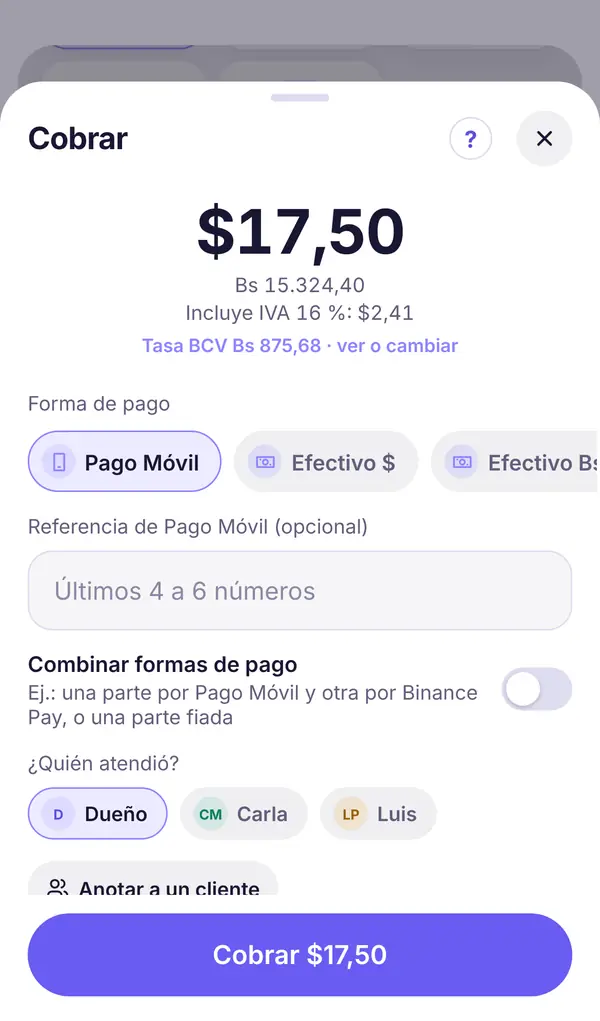 Cobrar
?
$17,50
Bs 15.324,40
Incluye IVA 16 %: $2,41
Tasa BCV Bs 875,68 · ver o cambiar
Forma de pago
Pago Móvil
Efectivo $
Efectivo Bs
Referencia de Pago Móvil (opcional)
Últimos 4 a 6 números
Combinar formas de pago
Ej.: una parte por Pago Móvil y otra por Binance
Pay, o una parte fiada
¿Quién atendió?
D Dueño
CM Carla
LP Luis
Anotar a un cliente
Cobrar $17,50